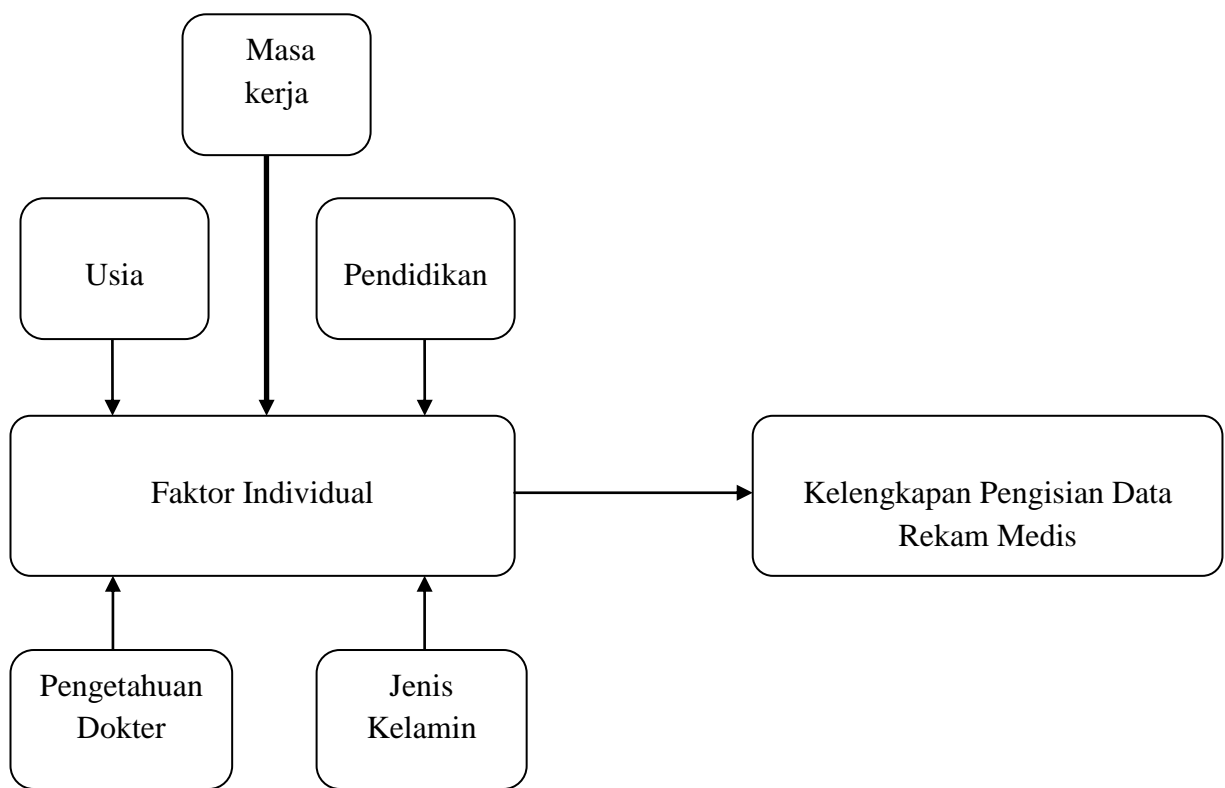 Masa
kerja
Usia
Pendidikan
Faktor Individual
Kelengkapan Pengisian Data
Rekam Medis
Pengetahuan
Dokter
Jenis
Kelamin